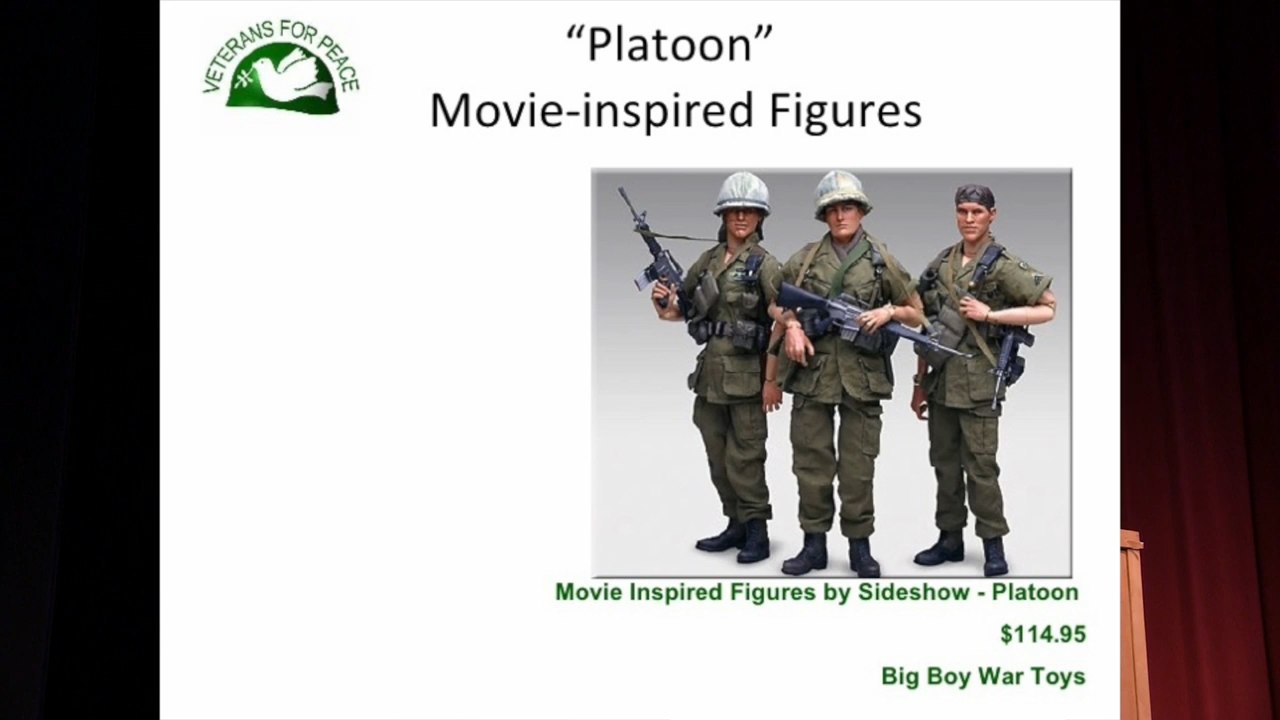 VETERANS FOR PEACE
“Platoon”
Movie-inspired Figures
Movie Inspired Figures by Sideshow - Platoon
$114.95
Big Boy War Toys